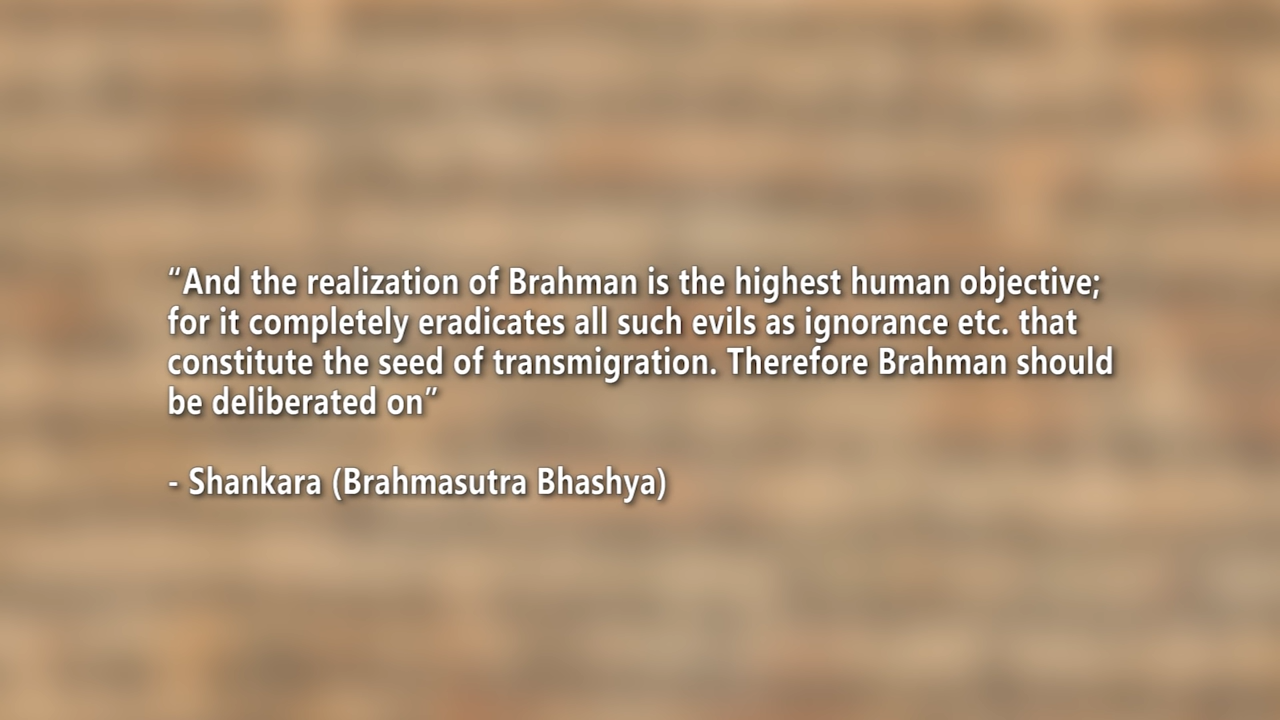 “And the realization of Brahman is the highest human objective;
for it completely eradicates all such evils as ignorance etc. that
constitute the seed of transmigration. Therefore Brahman should
be deliberated on”
- Shankara (Brahmasutra Bhashya)